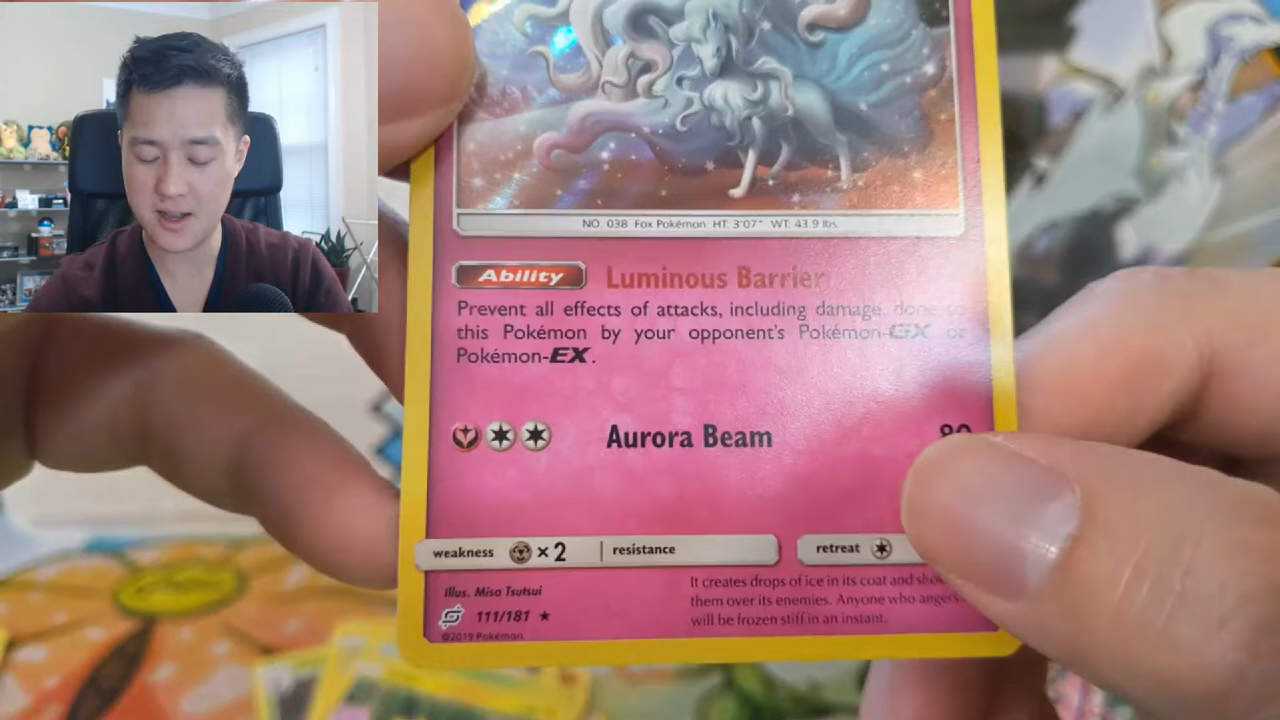 NO. 038 Fox Pokémon HT: 3'07" WT: 43.9 lbs.
Ability Luminous Barrier
Prevent all effects of attacks, including damage, done to
this Pokémon by your opponent's Pokémon-GX or
Pokémon-EX.
Aurora Beam 80
weakness ×2 resistance retreat
Illus. Misa Tsutsui
111/181 ★
©2019 Pokémon
It creates drops of ice in its coat and
them over its enemies. Anyone who angers
will be frozen stiff in an instant.